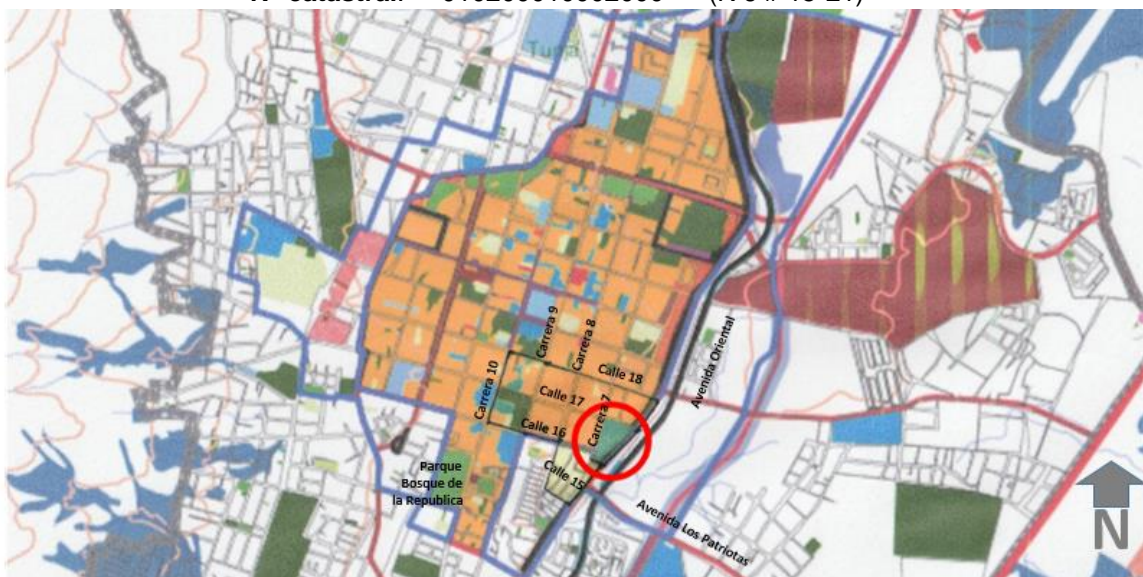 Tunja
Carrera 9
Carrera 8
Calle 18
Carrera 10
Calle 17
Carrera 7
Calle 16
Calle 15
Avenida Oriental
Parque
Bosque de
la Republica
Avenida Los Patriotas
N